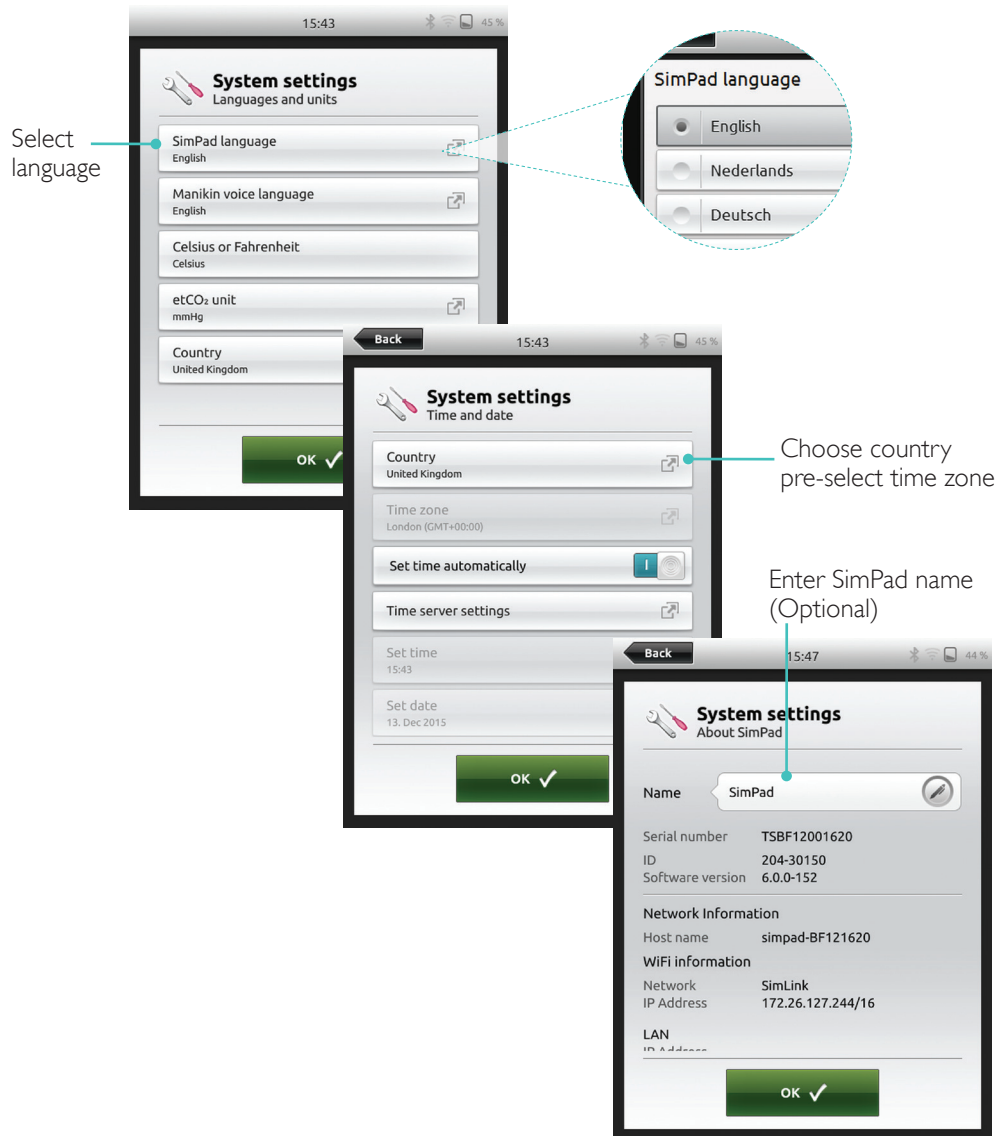 15:43
45 %
System settings
Languages and units
SimPad language
English
Manikin voice language
English
Celsius or Fahrenheit
Celsius
etCO₂ unit
mmHg
Country
United Kingdom
OK
Select
language
SimPad language
English
Nederlands
Deutsch
Back
15:43
45 %
System settings
Time and date
Country
United Kingdom
Time zone
London (GMT+00:00)
Set time automatically
I
Time server settings
Set time
15:43
Set date
13. Dec 2015
OK
Choose country
pre-select time zone
Enter SimPad name
(Optional)
Back
15:47
44 %
System settings
About SimPad
Name
SimPad
Serial number TSBF12001620
ID 204-30150
Software version 6.0.0-152
Network Information
Host name simpad-BF121620
WiFi information
Network SimLink
IP Address 172.26.127.244/16
LAN
IP Address
OK